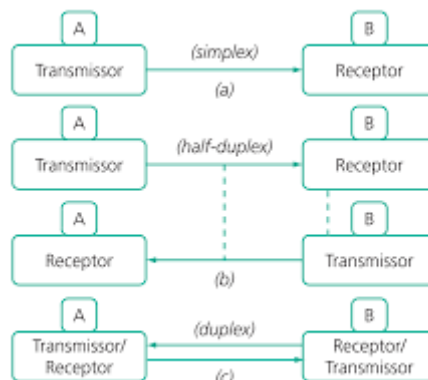 A B
Transmissor (simplex) Receptor
(a)
A B
Transmissor (half-duplex) Receptor
A B
Receptor (b) Transmissor
A B
(duplex)
Transmissor/ Receptor/
Receptor Transmissor
(c)